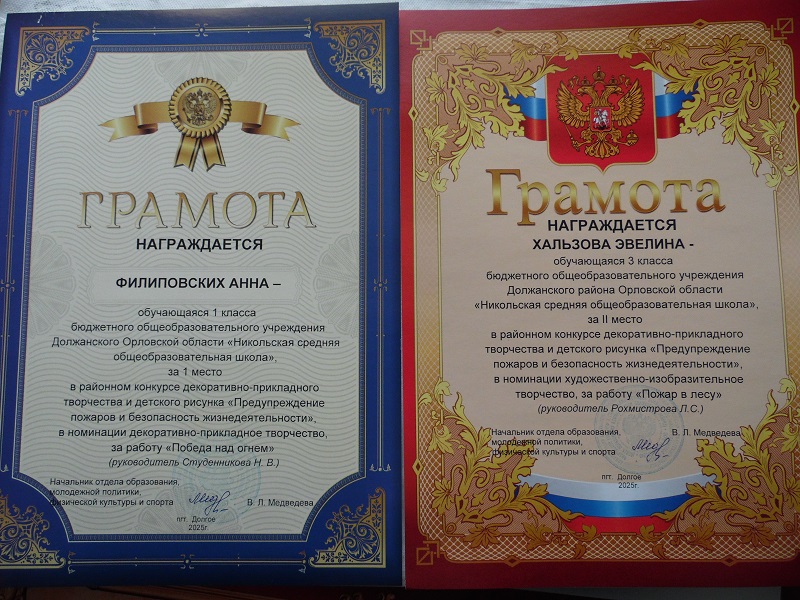 ГРАМОТА
НАГРАЖДАЕТСЯ
ФИЛИПОВСКИХ АННА –
обучающаяся 1 класса
бюджетного общеобразовательного учреждения
Должанского Орловской области «Никольская средняя
общеобразовательная школа»,
за 1 место
в районном конкурсе декоративно-прикладного
творчества и детского рисунка «Предупреждение
пожаров и безопасность жизнедеятельности»,
в номинации декоративно-прикладное творчество,
за работу «Победа над огнем»
(руководитель Студенникова Н. В.)
Начальник отдела образования,
молодежной политики,
физической культуры и спорта В. Л. Медведева
пгт. Долгое
2025г.
Грамота
НАГРАЖДАЕТСЯ
ХАЛЬЗОВА ЭВЕЛИНА -
обучающаяся 3 класса
бюджетного общеобразовательного учреждения
Должанского района Орловской области
«Никольская средняя общеобразовательная школа»,
за II место
в районном конкурсе декоративно-прикладного
творчества и детского рисунка «Предупреждение
пожаров и безопасность жизнедеятельности»,
в номинации художественно-изобразительное
творчество, за работу «Пожар в лесу»
(руководитель Рохмистрова Л.С.)
Начальник отдела образования, В. Л. Медведева
молодежной политики,
физической культуры и спорта
пгт. Долгое
2025г.